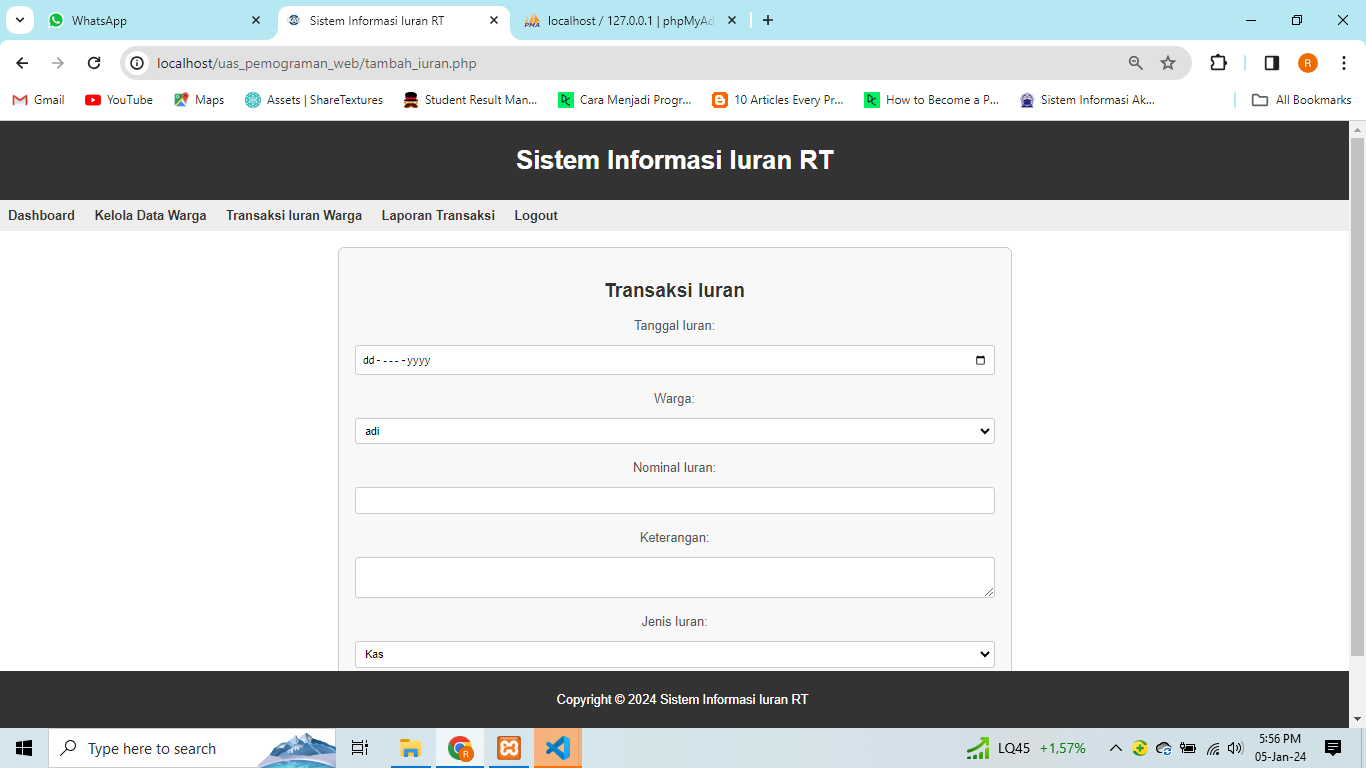 WhatsApp
Sistem Informasi Iuran RT
localhost / 127.0.0.1 | phpMyAd
localhost/uas_pemograman_web/tambah_iuran.php
R
Gmail
YouTube
Maps
Assets | ShareTextures
Student Result Man...
Cara Menjadi Progr...
10 Articles Every Pr...
How to Become a P...
Sistem Informasi Ak...
All Bookmarks
Sistem Informasi Iuran RT
Dashboard
Kelola Data Warga
Transaksi Iuran Warga
Laporan Transaksi
Logout
Transaksi Iuran
Tanggal Iuran:
dd-----yyyy
Warga:
adi
Nominal Iuran:
Keterangan:
Jenis Iuran:
Kas
Copyright © 2024 Sistem Informasi Iuran RT
Type here to search
R
LQ45 +1,57%
5:56 PM
05-Jan-24